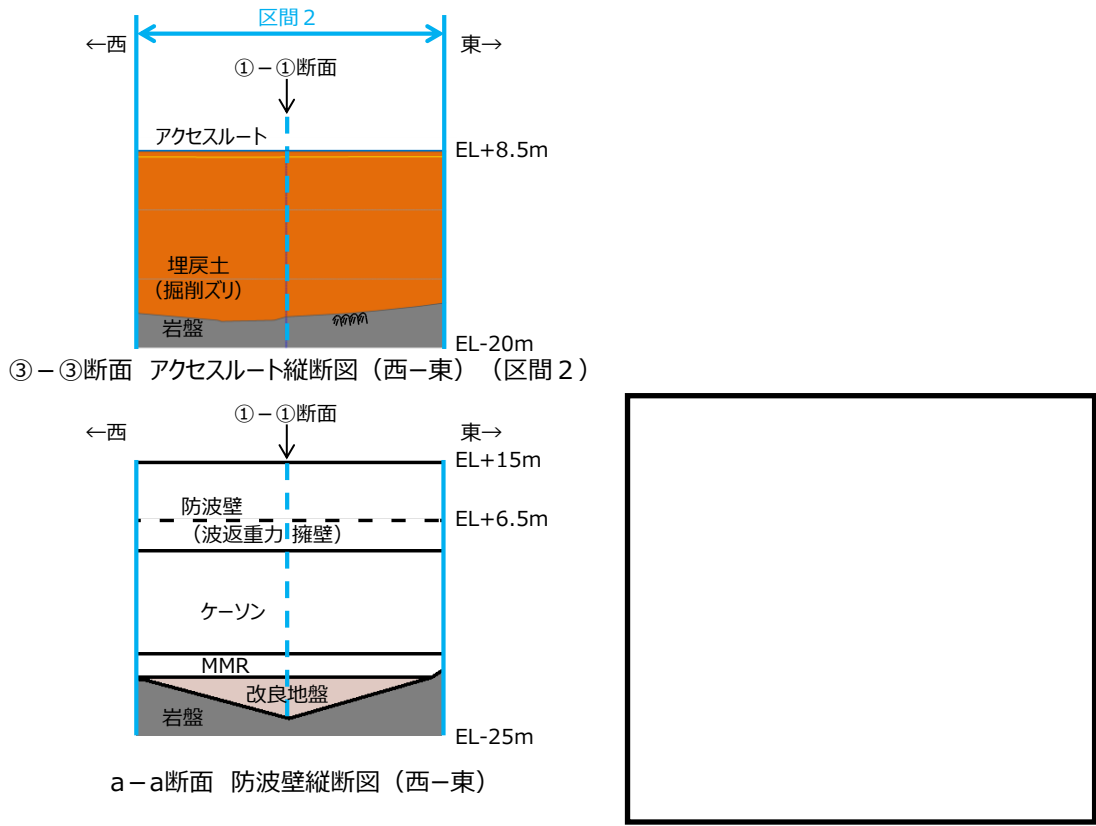 区間２
←西
東→
①－①断面
アクセスルート
EL+8.5m
埋戻土
（掘削ズリ）
岩盤
EL-20m
③－③断面 アクセスルート縦断図（西－東）（区間２）
①－①断面
←西
東→
EL+15m
防波壁
EL+6.5m
（波返重力 擁壁）
ケーソン
MMR
改良地盤
岩盤
EL-25m
a－a断面 防波壁縦断図（西－東）